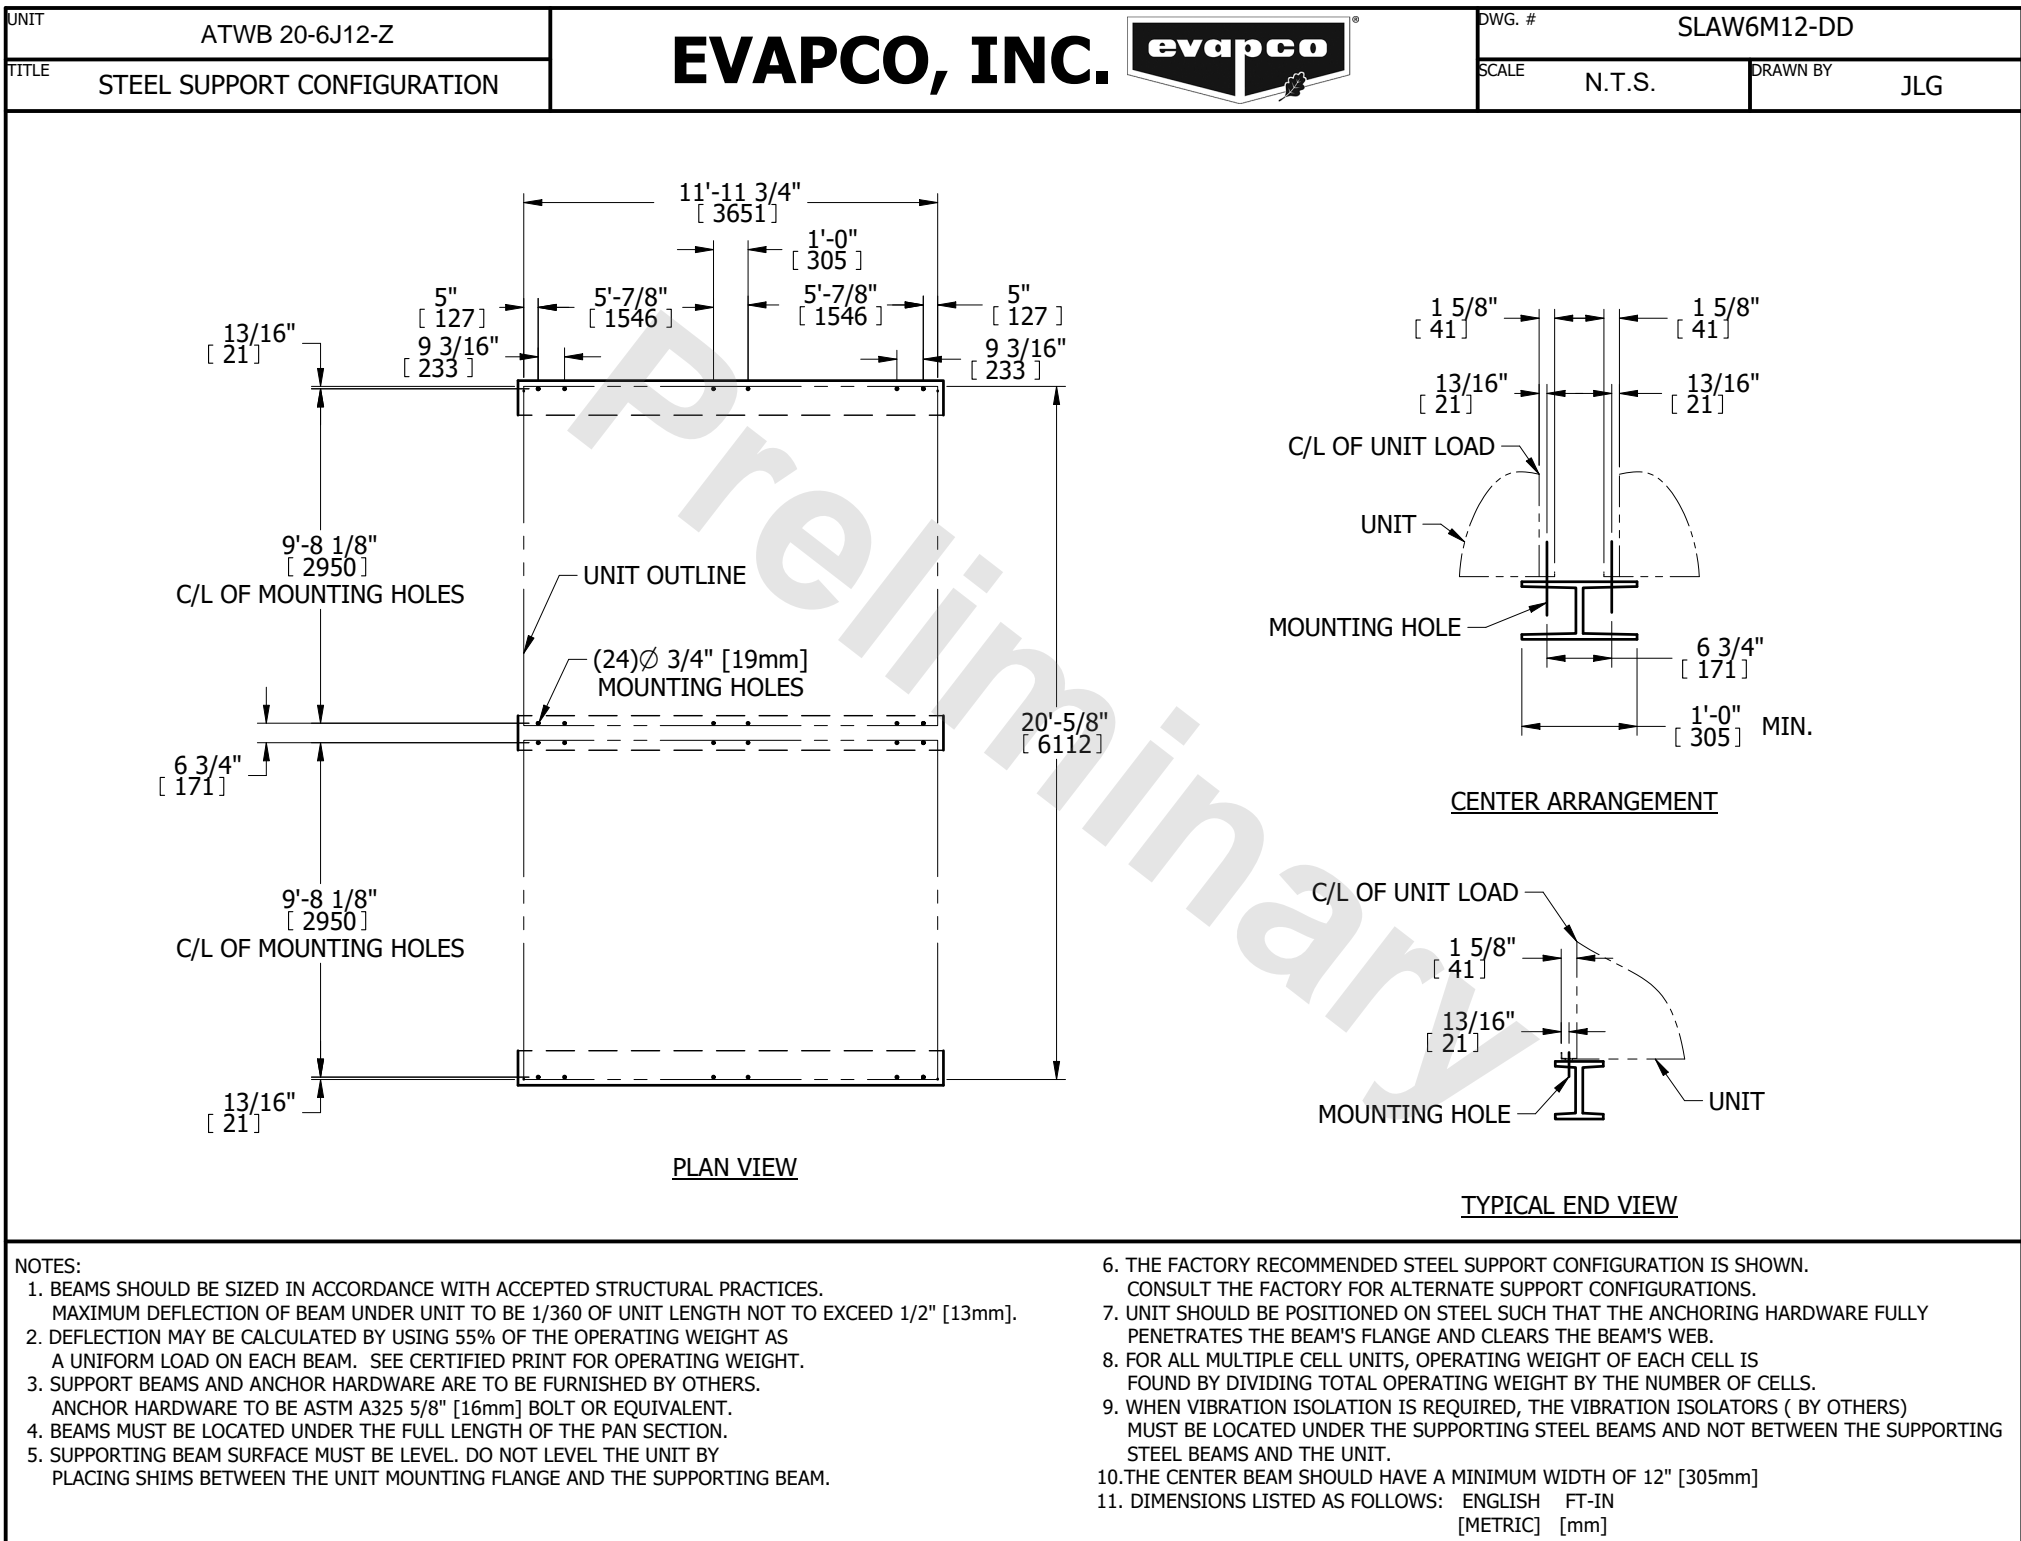 UNIT
ATWB 20-6J12-Z
TITLE
STEEL SUPPORT CONFIGURATION
EVAPCO, INC.
evapco
®
DWG. #
SLAW6M12-DD
SCALE
N.T.S.
DRAWN BY
JLG
11'-11 3/4"
[ 3651]
1'-0"
[ 305 ]
5"
[ 127]
5'-7/8"
[ 1546 ]
5'-7/8"
[ 1546 ]
5"
[ 127 ]
13/16"
[ 21]
9 3/16"
[ 233 ]
9 3/16"
[ 233 ]
9'-8 1/8"
[ 2950]
C/L OF MOUNTING HOLES
UNIT OUTLINE
(24)∅ 3/4" [19mm]
MOUNTING HOLES
6 3/4"
[ 171]
20'-5/8"
[ 6112]
9'-8 1/8"
[ 2950]
C/L OF MOUNTING HOLES
13/16"
[ 21]
PLAN VIEW
Preliminary
1 5/8"
[ 41]
1 5/8"
[ 41]
13/16"
[ 21]
13/16"
[ 21]
C/L OF UNIT LOAD
UNIT
MOUNTING HOLE
6 3/4"
[ 171]
1'-0"
[ 305] MIN.
CENTER ARRANGEMENT
C/L OF UNIT LOAD
1 5/8"
[ 41]
13/16"
[ 21]
MOUNTING HOLE
UNIT
TYPICAL END VIEW
NOTES:
1. BEAMS SHOULD BE SIZED IN ACCORDANCE WITH ACCEPTED STRUCTURAL PRACTICES.
MAXIMUM DEFLECTION OF BEAM UNDER UNIT TO BE 1/360 OF UNIT LENGTH NOT TO EXCEED 1/2" [13mm].
2. DEFLECTION MAY BE CALCULATED BY USING 55% OF THE OPERATING WEIGHT AS
A UNIFORM LOAD ON EACH BEAM. SEE CERTIFIED PRINT FOR OPERATING WEIGHT.
3. SUPPORT BEAMS AND ANCHOR HARDWARE ARE TO BE FURNISHED BY OTHERS.
ANCHOR HARDWARE TO BE ASTM A325 5/8" [16mm] BOLT OR EQUIVALENT.
4. BEAMS MUST BE LOCATED UNDER THE FULL LENGTH OF THE PAN SECTION.
5. SUPPORTING BEAM SURFACE MUST BE LEVEL. DO NOT LEVEL THE UNIT BY
PLACING SHIMS BETWEEN THE UNIT MOUNTING FLANGE AND THE SUPPORTING BEAM.
6. THE FACTORY RECOMMENDED STEEL SUPPORT CONFIGURATION IS SHOWN.
CONSULT THE FACTORY FOR ALTERNATE SUPPORT CONFIGURATIONS.
7. UNIT SHOULD BE POSITIONED ON STEEL SUCH THAT THE ANCHORING HARDWARE FULLY
PENETRATES THE BEAM'S FLANGE AND CLEARS THE BEAM'S WEB.
8. FOR ALL MULTIPLE CELL UNITS, OPERATING WEIGHT OF EACH CELL IS
FOUND BY DIVIDING TOTAL OPERATING WEIGHT BY THE NUMBER OF CELLS.
9. WHEN VIBRATION ISOLATION IS REQUIRED, THE VIBRATION ISOLATORS ( BY OTHERS)
MUST BE LOCATED UNDER THE SUPPORTING STEEL BEAMS AND NOT BETWEEN THE SUPPORTING
STEEL BEAMS AND THE UNIT.
10.THE CENTER BEAM SHOULD HAVE A MINIMUM WIDTH OF 12" [305mm]
11. DIMENSIONS LISTED AS FOLLOWS: ENGLISH FT-IN
[METRIC] [mm]